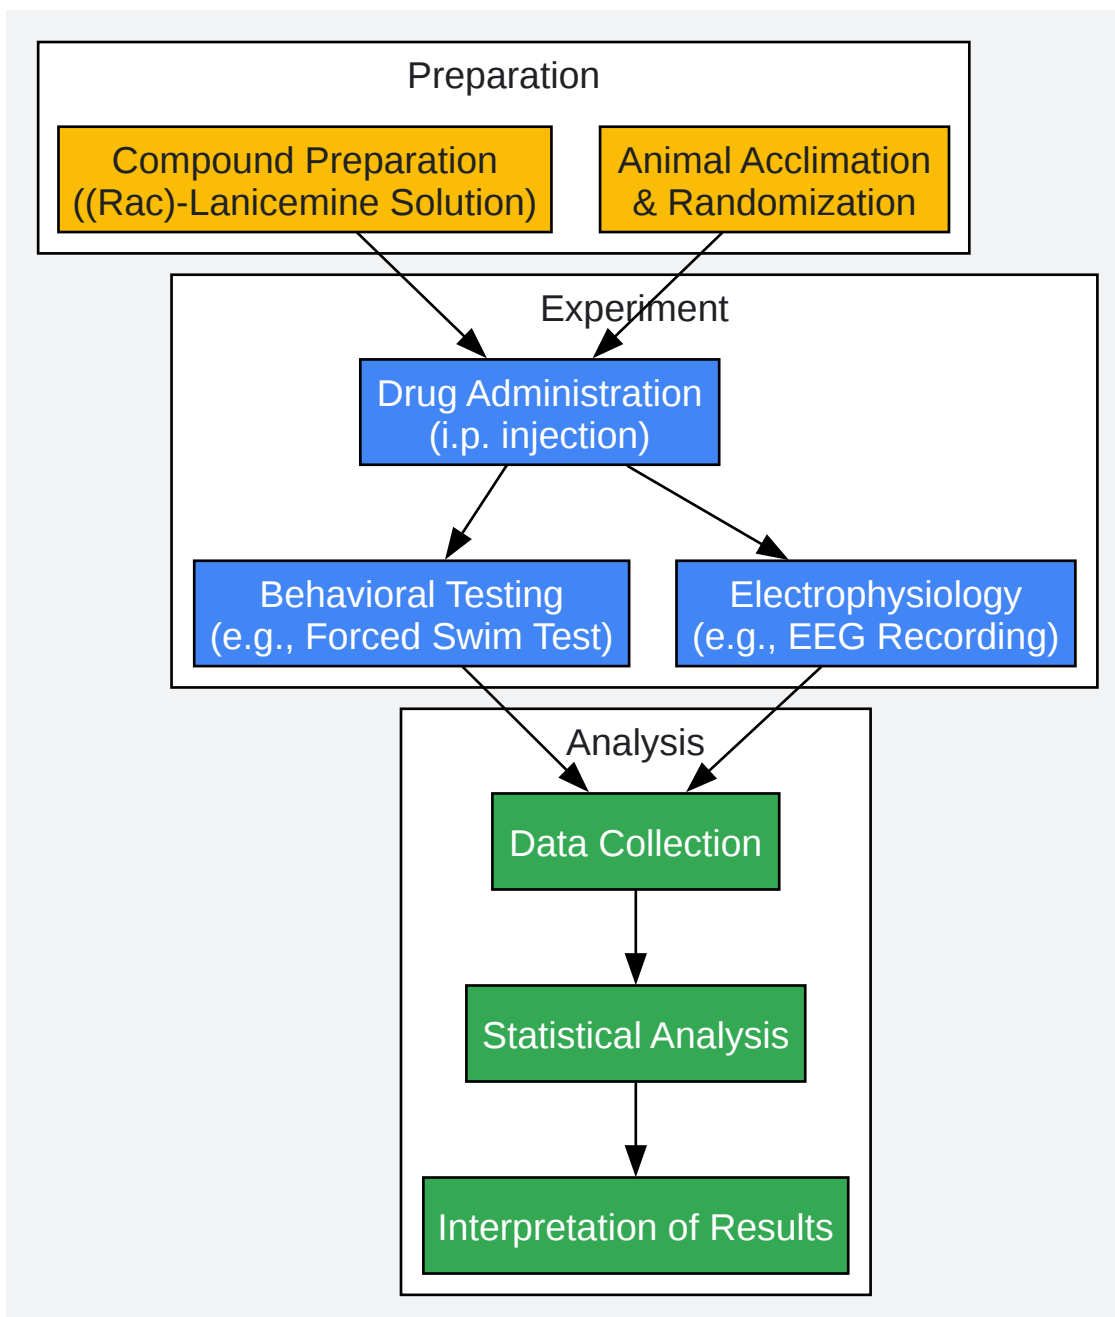 Preparation
Compound Preparation
((Rac)-Lanicemine Solution)
Animal Acclimation
& Randomization
Experiment
Drug Administration
(i.p. injection)
Behavioral Testing
(e.g., Forced Swim Test)
Electrophysiology
(e.g., EEG Recording)
Analysis
Data Collection
Statistical Analysis
Interpretation of Results